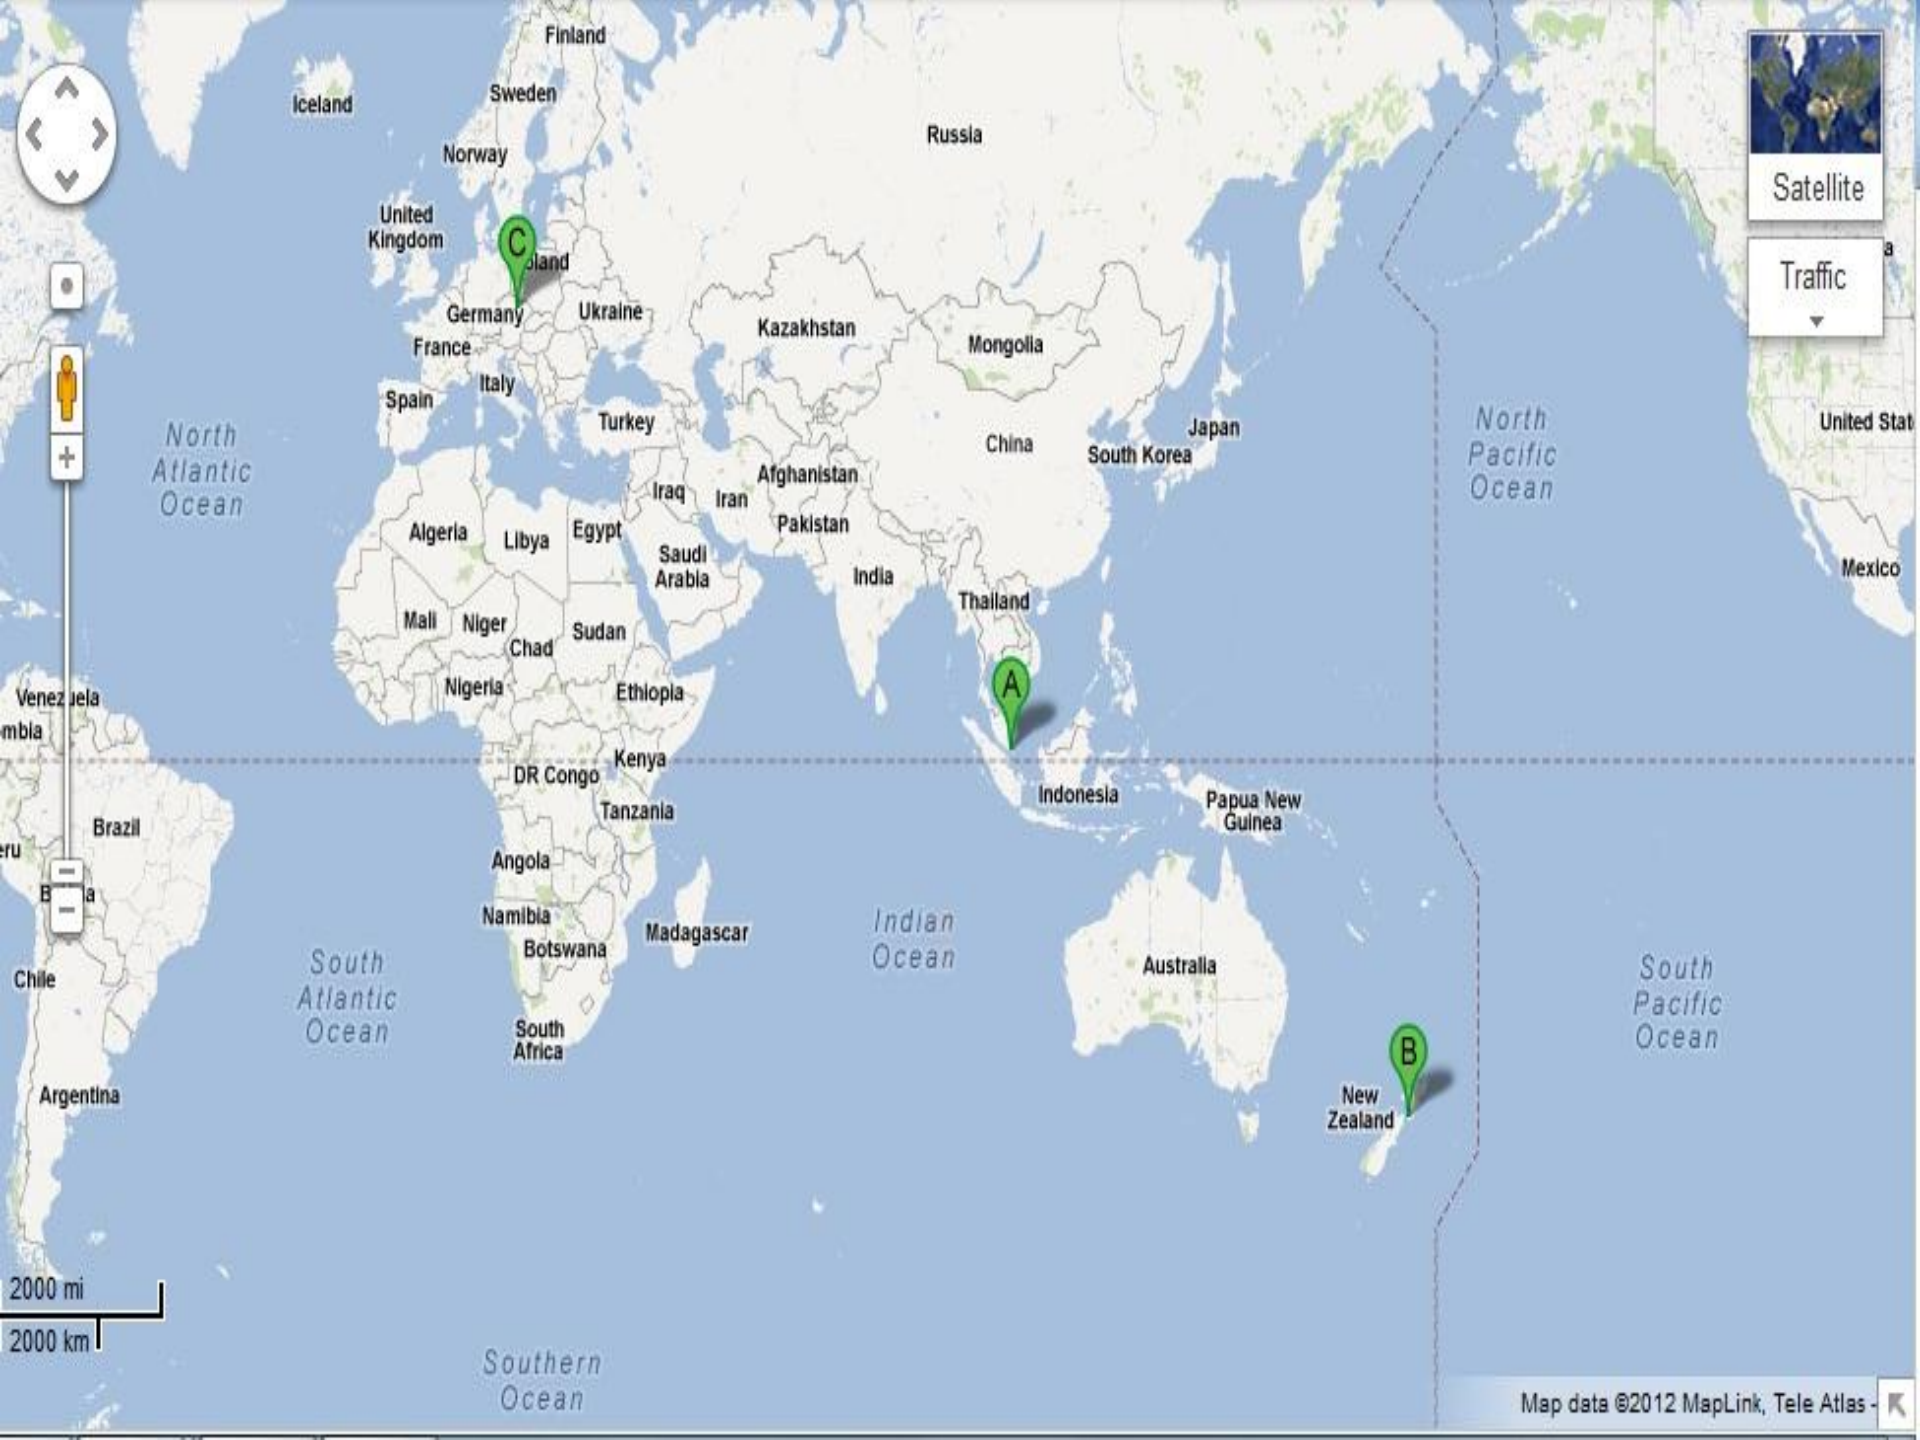 Finland
Iceland
Sweden
Russia
Norway
Satellite
United
Kingdom
C
land
a
Traffic
Germany
Ukraine
Kazakhstan
Mongolia
France
Italy
Spain
Turkey
North
Atlantic
Ocean
China
Japan
South Korea
North
Pacific
Ocean
United Stat
Afghanistan
Iraq
Iran
Pakistan
Algeria
Libya
Egypt
Saudi
Arabia
India
Mexico
Thailand
Mali
Niger
Chad
Sudan
Nigeria
Ethiopia
A
Venezuela
mbia
Kenya
DR Congo
Tanzania
Indonesia
Papua New
Guinea
Brazil
eru
Angola
B a
Namibia
Botswana
Madagascar
Indian
Ocean
Australia
Chile
South
Atlantic
Ocean
South
Pacific
Ocean
South
Africa
B
New
Zealand
Argentina
2000 mi
2000 km
Southern
Ocean
Map data ©2012 MapLink, Tele Atlas -